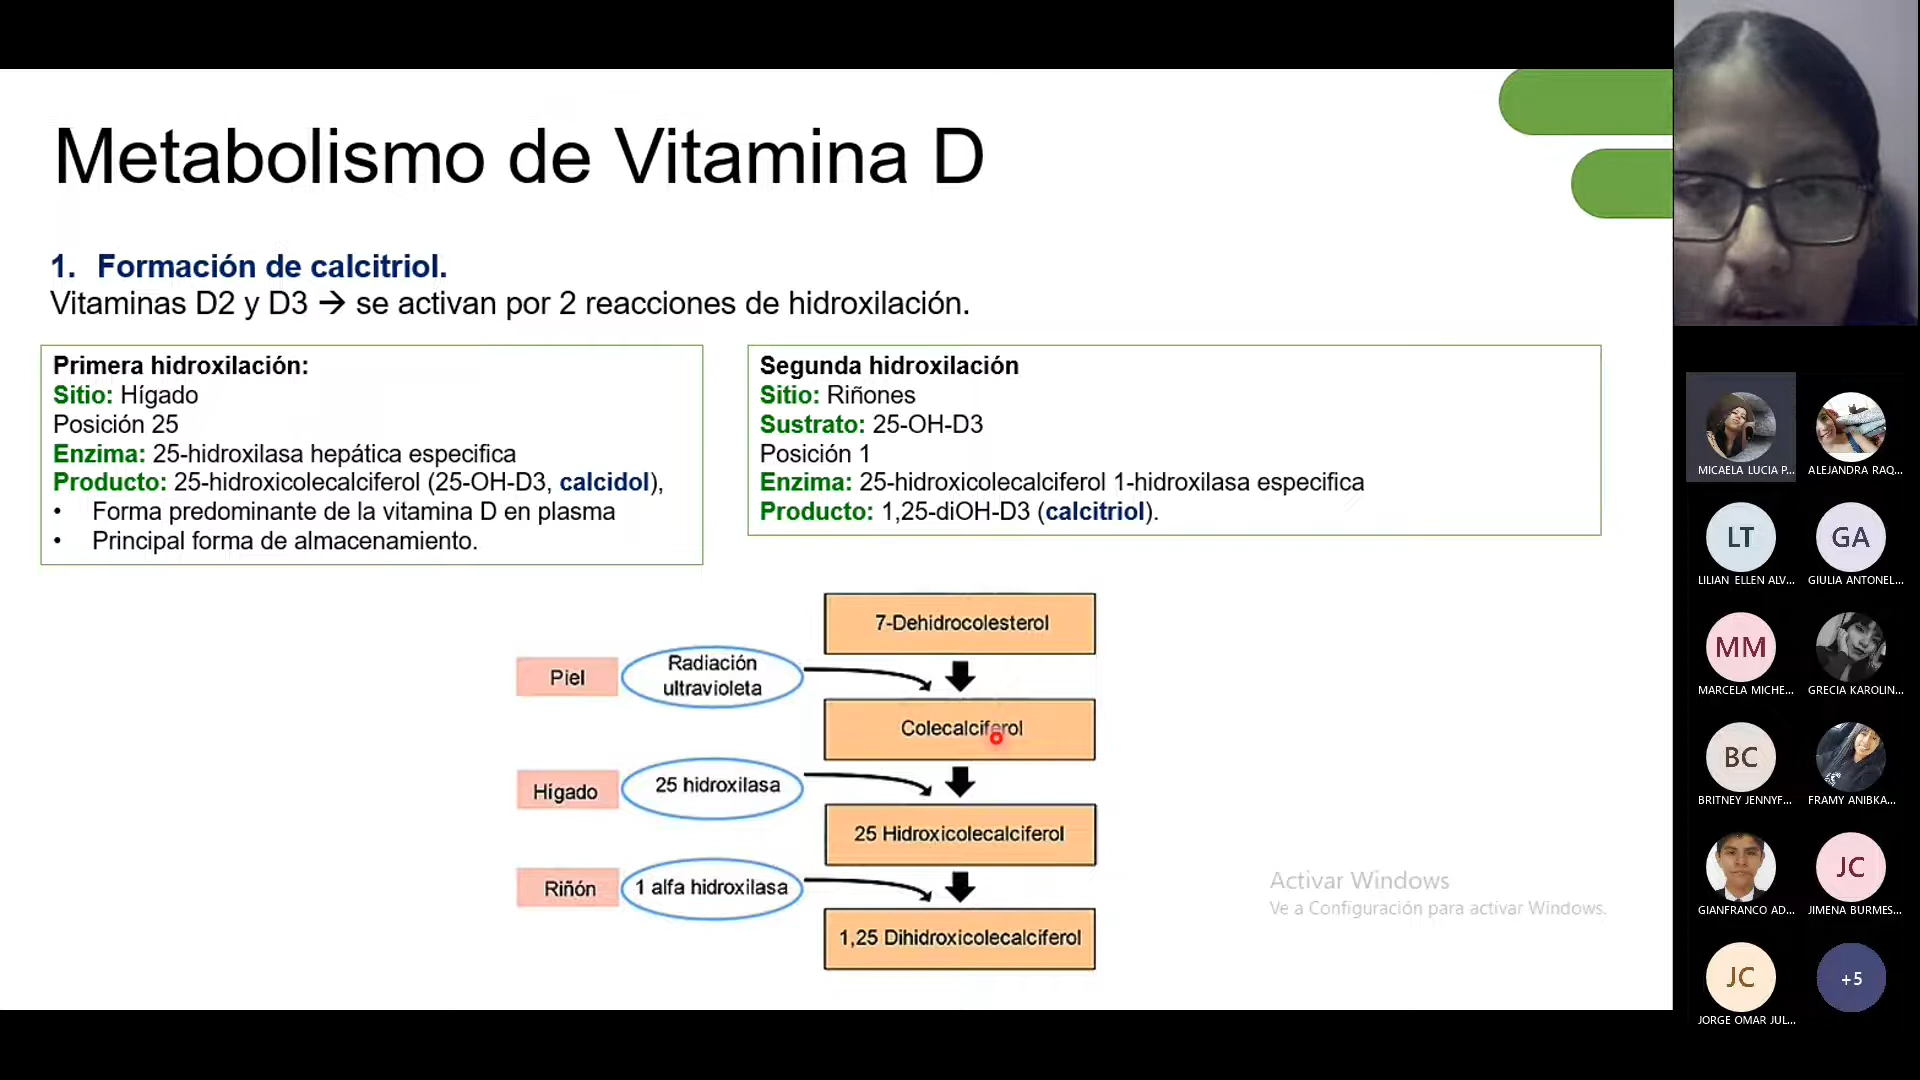 Metabolismo de Vitamina D
1. Formación de calcitriol.
Vitaminas D2 y D3 → se activan por 2 reacciones de hidroxilación.
Primera hidroxilación:
Sitio: Hígado
Posición 25
Enzima: 25-hidroxilasa hepática especifica
Producto: 25-hidroxicolecalciferol (25-OH-D3, calcidol),
• Forma predominante de la vitamina D en plasma
• Principal forma de almacenamiento.
Segunda hidroxilación
Sitio: Riñones
Sustrato: 25-OH-D3
Posición 1
Enzima: 25-hidroxicolecalciferol 1-hidroxilasa especifica
Producto: 1,25-diOH-D3 (calcitriol).
7-Dehidrocolesterol
Piel
Radiación
ultravioleta
Colecalciferol
Hígado
25 hidroxilasa
25 Hidroxicolecalciferol
Riñón
1 alfa hidroxilasa
1,25 Dihidroxicolecalciferol
Activar Windows
Ve a Configuración para activar Windows.
MICAELA LUCIA P...
ALEJANDRA RAQ...
LT
LILIAN ELLEN ALV...
GA
GIULIA ANTONEL...
MM
MARCELA MICHE...
GRECIA KAROLIN...
BC
BRITNEY JENNYF...
FRAMY ANIBKA...
GIANFRANCO AD...
JC
JIMENA BURMES...
JC
JORGE OMAR JUL...
+5